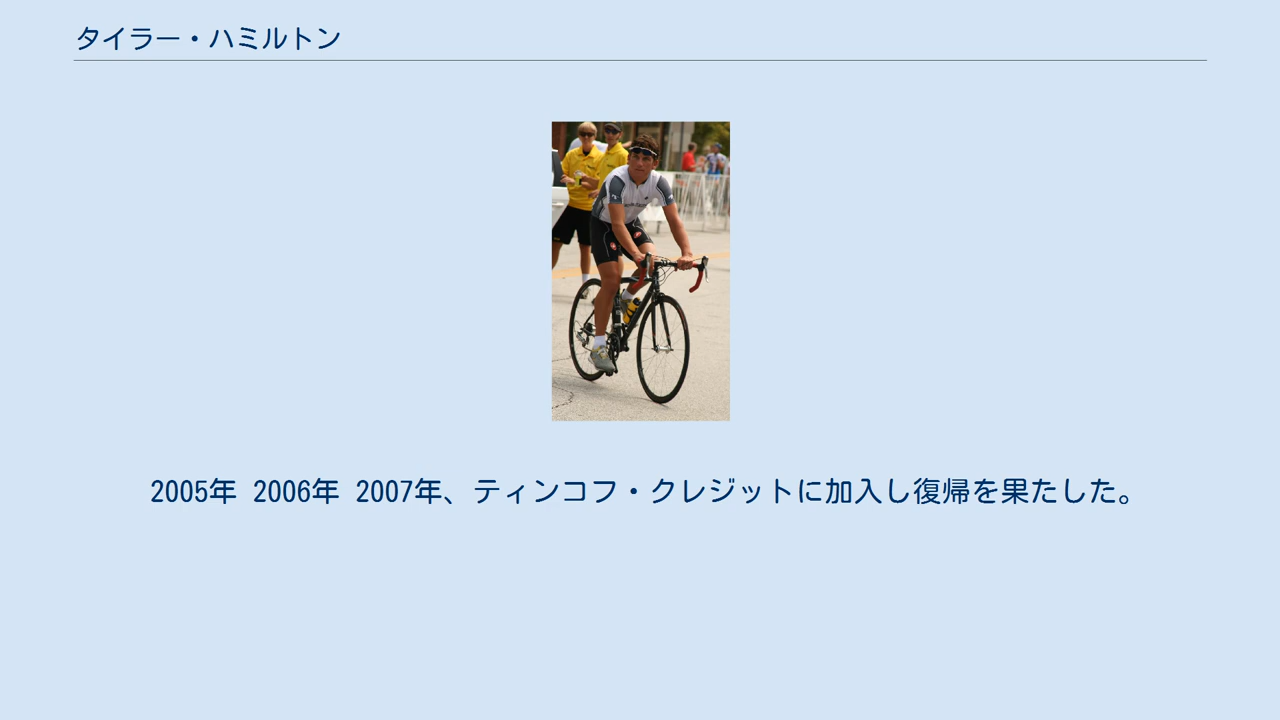 タイラー・ハミルトン
2005年 2006年 2007年、ティンコフ・クレジットに加入し復帰を果たした。